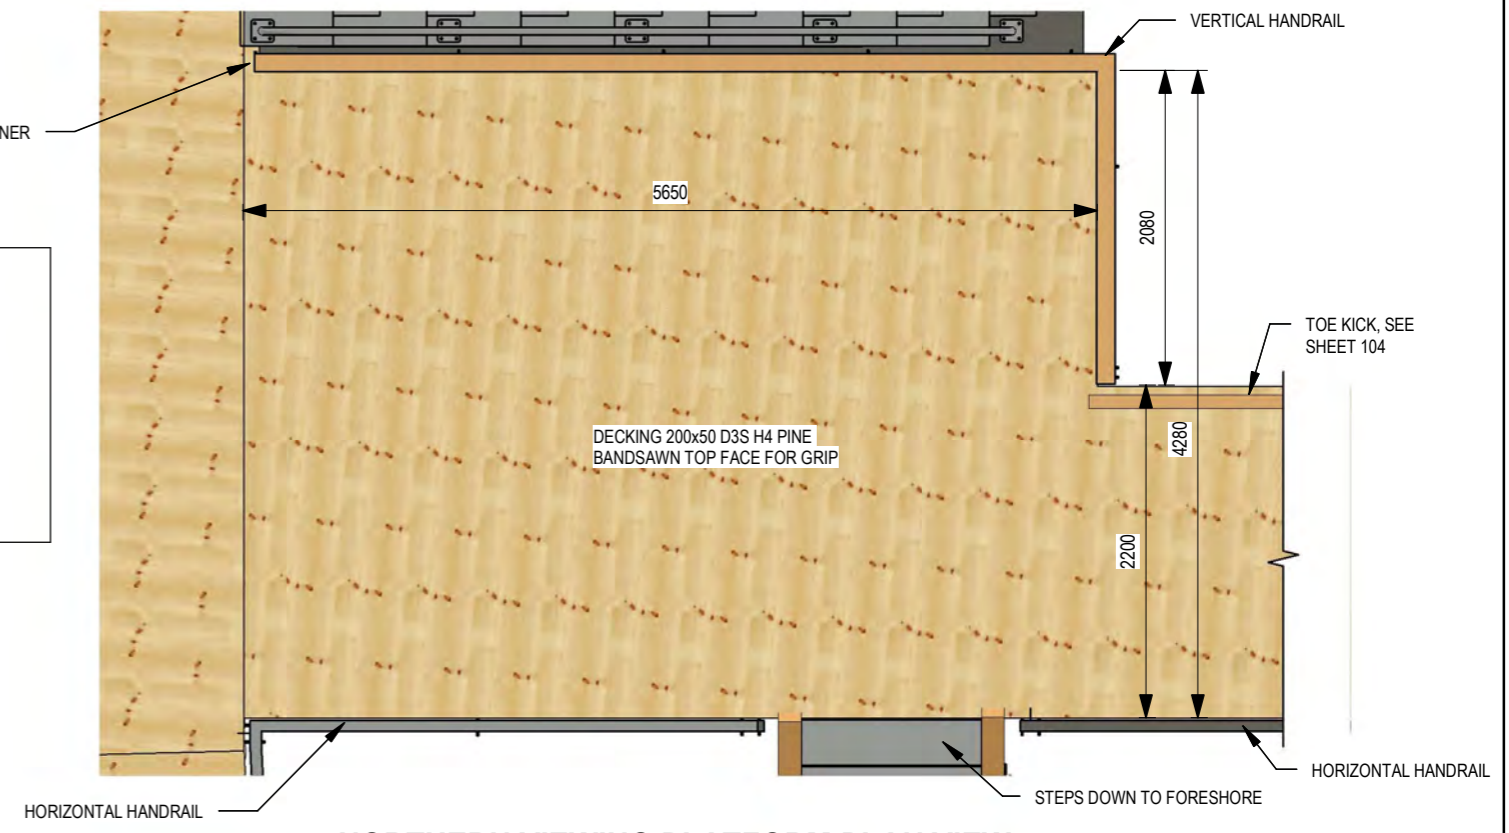 VERTICAL HANDRAIL
NER
5650
2080
TOE KICK, SEE
SHEET 104
4280
DECKING 200x50 D3S H4 PINE
BANDSAWN TOP FACE FOR GRIP
2200
HORIZONTAL HANDRAIL
STEPS DOWN TO FORESHORE
HORIZONTAL HANDRAIL